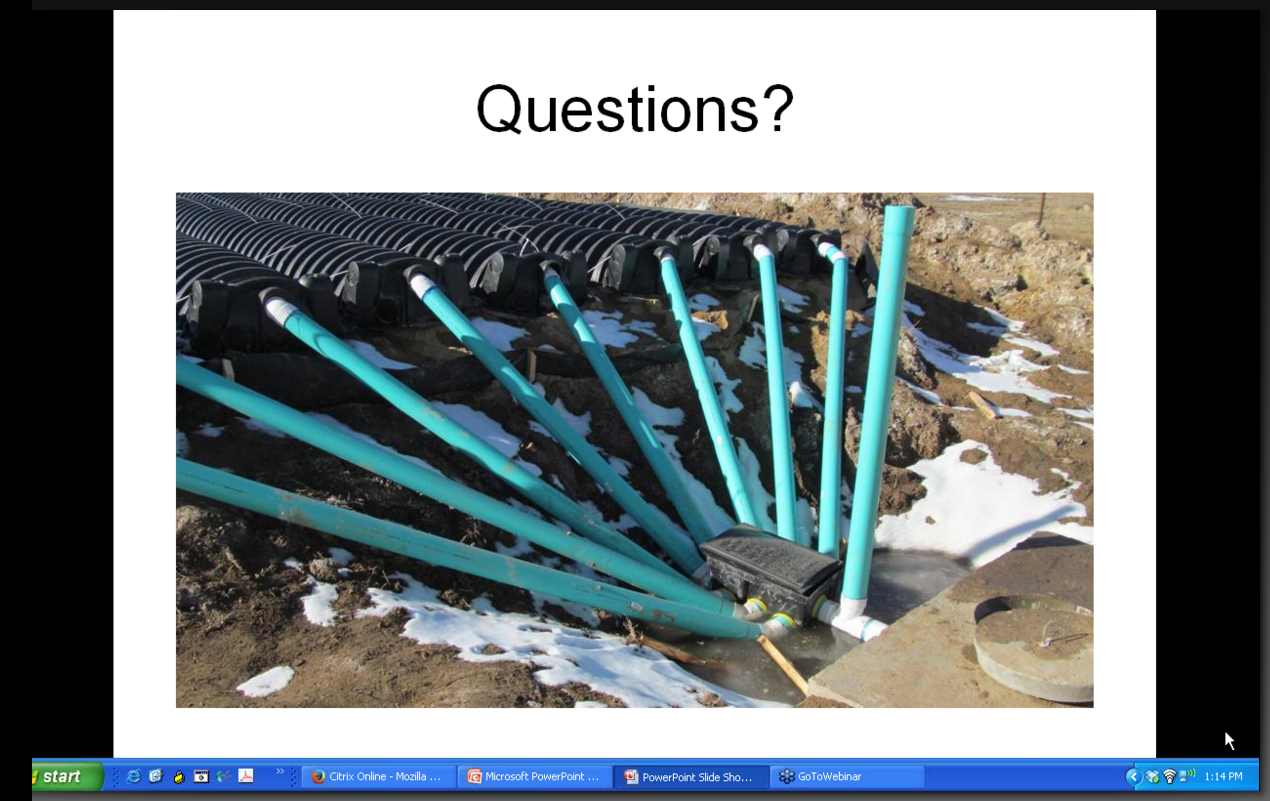 Questions?
start
Citrix Online - Mozilla ...
Microsoft PowerPoint ...
PowerPoint Slide Sho...
GoToWebinar
1:14 PM